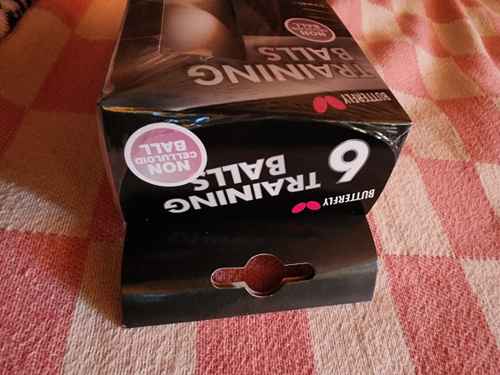 BUTTERFLY
6 TRAINING
BALLS
NON
CELLULOID
BALL
BUTTERFLY
TRAINING
BALLS
NON
BALL